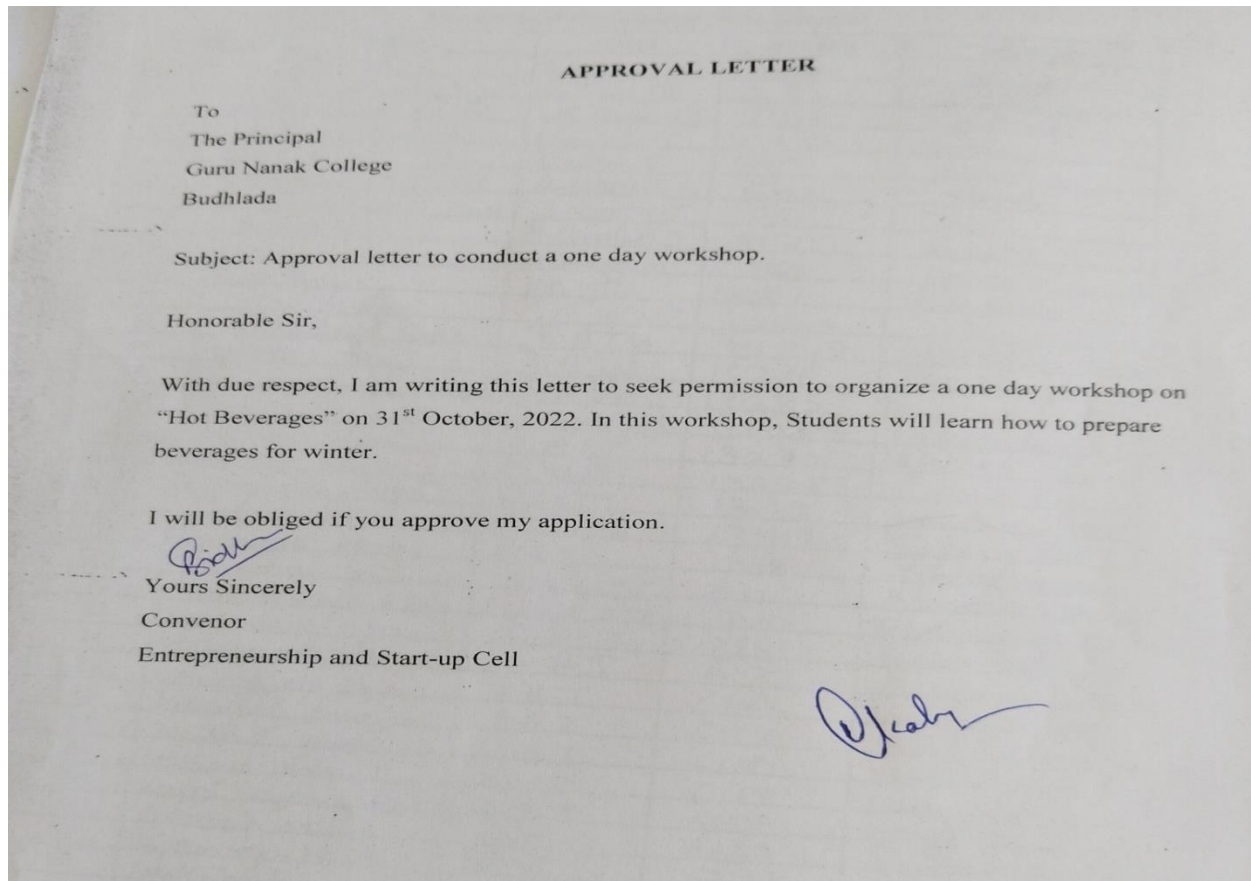 APPROVAL LETTER
To
The Principal
Guru Nanak College
Budhlada
Subject: Approval letter to conduct a one day workshop.
Honorable Sir,
With due respect, I am writing this letter to seek permission to organize a one day workshop on
“Hot Beverages” on 31st October, 2022. In this workshop, Students will learn how to prepare
beverages for winter.
I will be obliged if you approve my application.
Yours Sincerely
Convenor
Entrepreneurship and Start-up Cell